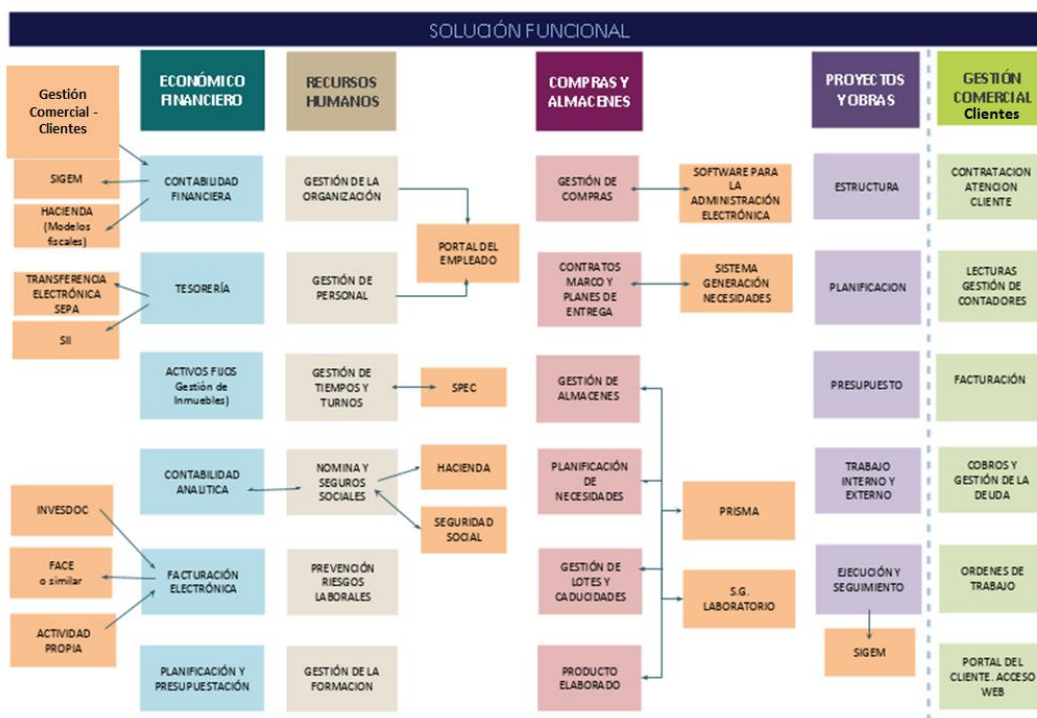 SOLUCIÓN FUNCIONAL
Gestión
Comercial -
Clientes
SIGEM
HACIENDA
(Modelos
fiscales)
TRANSFERENCIA
ELECTRÓNICA
SEPA
SII
INVESDOC
FACE
o similar
ACTIVIDAD
PROPIA
ECONÓMICO
FINANCIERO
CONTABILIDAD
FINANCIERA
TESORERÍA
ACTIVOS FIJOS
Gestión de
Inmuebles)
CONTABILIDAD
ANALITICA
FACTURACIÓN
ELECTRÓNICA
PLANIFICACIÓN Y
PRESUPUESTACIÓN
RECURSOS
HUMANOS
GESTIÓN DE LA
ORGANIZACIÓN
GESTIÓN DE
PERSONAL
GESTIÓN DE
TIEMPOS Y
TURNOS
NOMINA Y
SEGUROS
SOCIALES
PREVENCIÓN
RIESGOS
LABORALES
GESTIÓN DE LA
FORMACION
PORTAL DEL
EMPLEADO
SPEC
HACIENDA
SEGURIDAD
SOCIAL
COMPRAS Y
ALMACENES
GESTIÓN DE
COMPRAS
CONTRATOS
MARCO Y
PLANES DE
ENTREGA
GESTIÓN DE
ALMACENES
PLANIFICACIÓN
DE
NECESIDADES
GESTIÓN DE
LOTES Y
CADUCIDADES
PRODUCTO
ELABORADO
SOFTWARE PARA
LA
ADMINISTRACIÓN
ELECTRÓNICA
SISTEMA
GENERACIÓN
NECESIDADES
PRISMA
S.G.
LABORATORIO
PROYECTOS
Y OBRAS
ESTRUCTURA
PLANIFICACION
PRESUPUESTO
TRABAJO
INTERNO Y
EXTERNO
EJECUCIÓN Y
SEGUIMIENTO
SIGEM
GESTIÓN
COMERCIAL
Clientes
CONTRATACION
ATENCION
CLIENTE
LECTURAS
GESTIÓN DE
CONTADORES
FACTURACIÓN
COBROS Y
GESTIÓN DE LA
DEUDA
ORDENES DE
TRABAJO
PORTAL DEL
CLIENTE. ACCESO
WEB